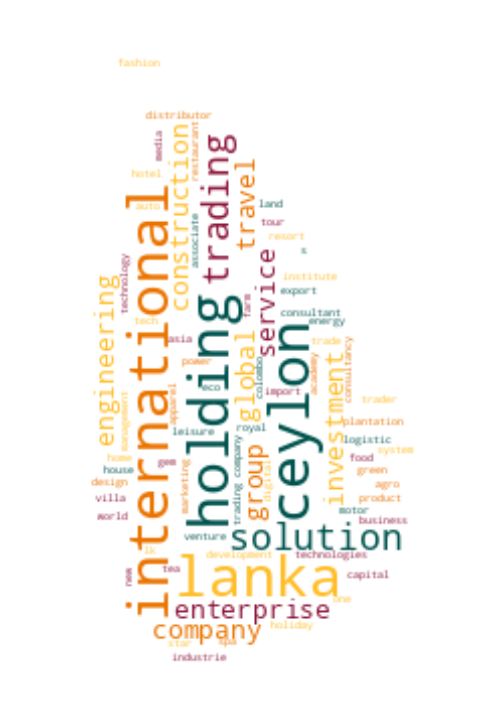 fashion
distributor
media
restaurant
construction
trading
hotel
travel
international
auto
land
associate
tour
resort
s
service
technology
institute
engineering
export
holding
farm
consultant
tech
energy
ceylon
global
asia
trade
consultancy
investment
power
academy
colombo
eco
import
apparel
management
trader
plantation
royal
leisure
logistic
trading company
group
system
home
gem
food
house
marketing
digital
green
design
agro
villa
product
motor
world
business
solution
venture
lk
development
technologies
lanka
tea
new
capital
one
enterprise
company
holiday
star
spa
industrie